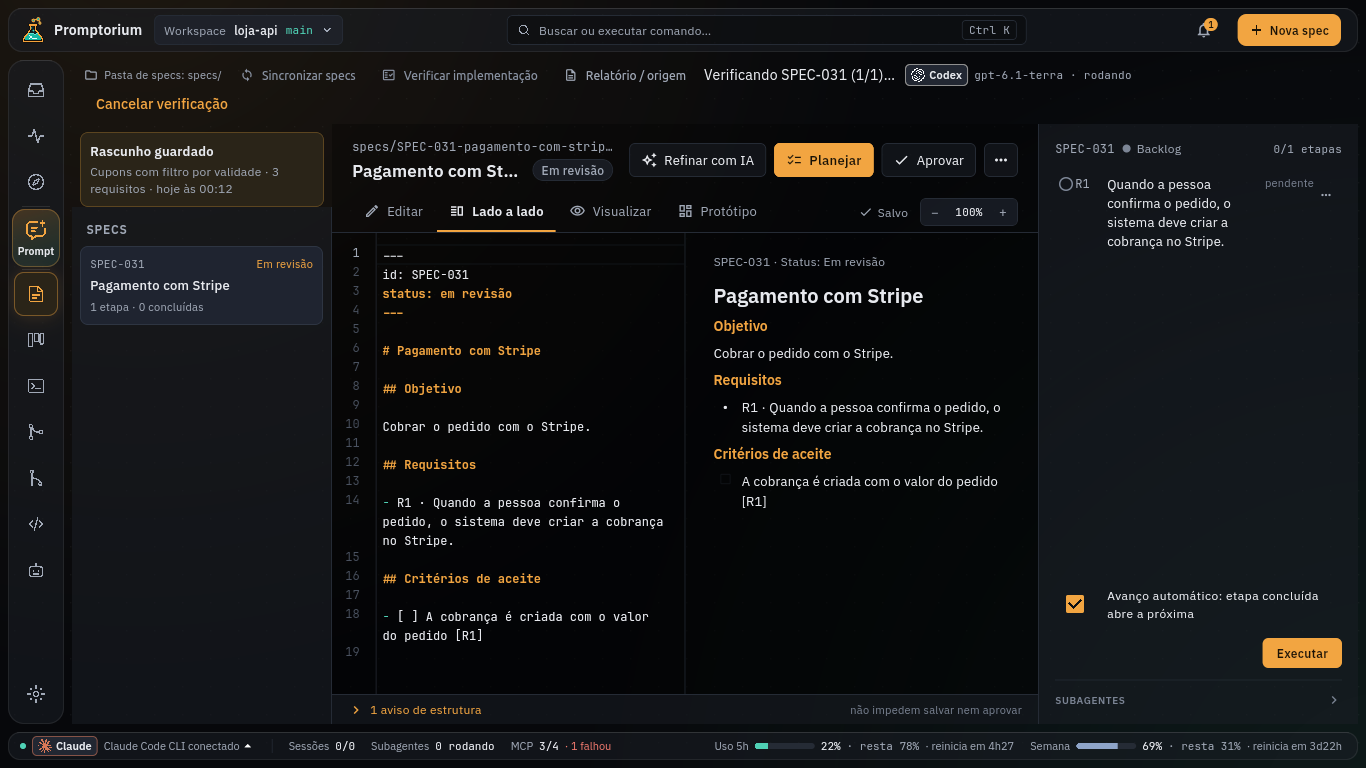 Promptorium
Workspace loja-api main
Buscar ou executar comando...
Ctrl K
1
Nova spec
Pasta de specs: specs/
Sincronizar specs
Verificar implementação
Relatório / origem
Verificando SPEC-031 (1/1)...
Codex
gpt-6.1-terra · rodando
Cancelar verificação
Prompt
Rascunho guardado
Cupons com filtro por validade · 3
requisitos · hoje às 00:12
SPECS
SPEC-031
Em revisão
Pagamento com Stripe
1 etapa · 0 concluídas
specs/SPEC-031-pagamento-com-strip…
Pagamento com St...
Em revisão
Refinar com IA
Planejar
Aprovar
Editar
Lado a lado
Visualizar
Protótipo
Salvo
− 100% +
1 ---
2 id: SPEC-031
3 status: em revisão
4 ---
5
6 # Pagamento com Stripe
7
8 ## Objetivo
9
10 Cobrar o pedido com o Stripe.
11
12 ## Requisitos
13
14 - R1 · Quando a pessoa confirma o
pedido, o sistema deve criar a cobrança
no Stripe.
15
16 ## Critérios de aceite
17
18 - [ ] A cobrança é criada com o valor
do pedido [R1]
19
SPEC-031 · Status: Em revisão
Pagamento com Stripe
Objetivo
Cobrar o pedido com o Stripe.
Requisitos
• R1 · Quando a pessoa confirma o pedido, o
sistema deve criar a cobrança no Stripe.
Critérios de aceite
A cobrança é criada com o valor do pedido
[R1]
1 aviso de estrutura
não impedem salvar nem aprovar
SPEC-031 Backlog
0/1 etapas
R1
Quando a pessoa
confirma o pedido, o
sistema deve criar a
cobrança no Stripe.
pendente
Avanço automático: etapa concluída
abre a próxima
Executar
SUBAGENTES
Claude
Claude Code CLI conectado
Sessões 0/0
Subagentes 0 rodando
MCP 3/4 · 1 falhou
Uso 5h 22% · resta 78% · reinicia em 4h27
Semana 69% · resta 31% · reinicia em 3d22h